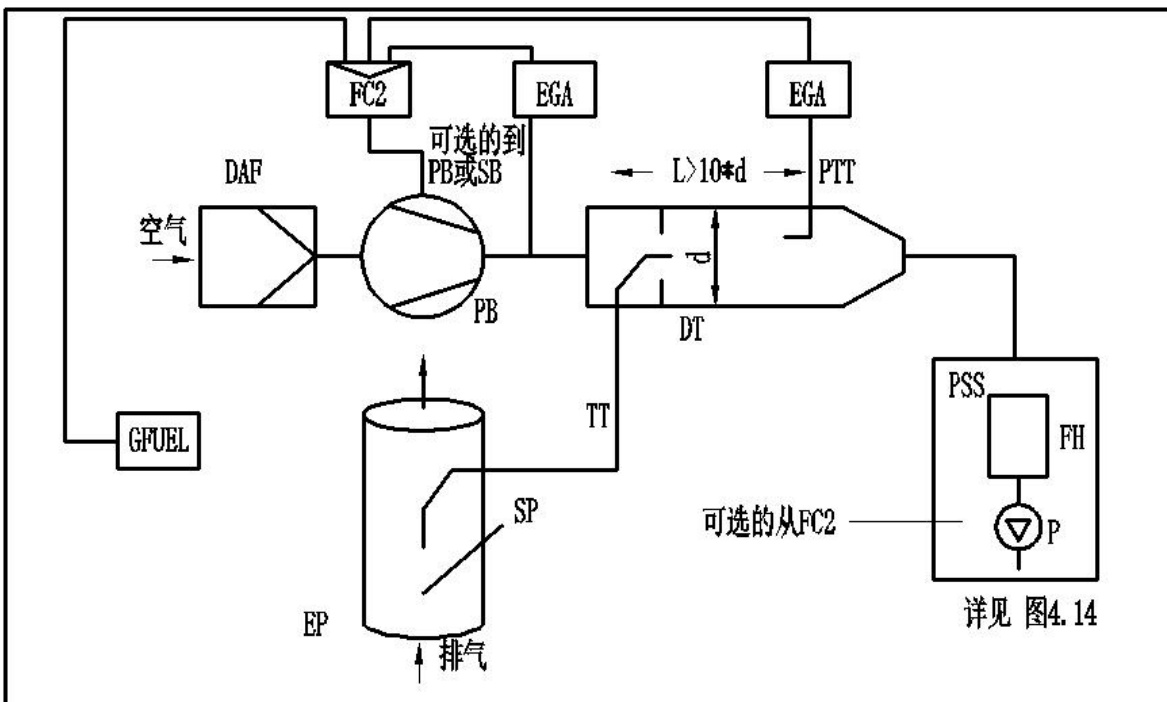 FC2
EGA
EGA
可选的到
PB或SB
L>10*d
PTT
DAF
空气
d
PB
DT
PSS
FH
TT
GFUEL
SP
可选的从FC2
P
EP
排气
详见 图4.14